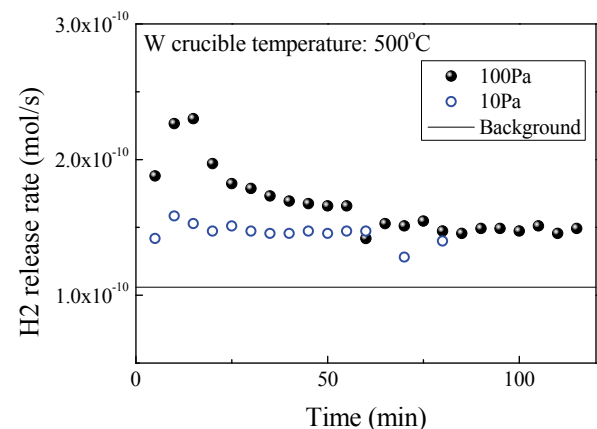 3.0x10⁻¹⁰
W crucible temperature: 500°C
100Pa
10Pa
Background
2.0x10⁻¹⁰
1.0x10⁻¹⁰
H2 release rate (mol/s)
0
50
100
Time (min)